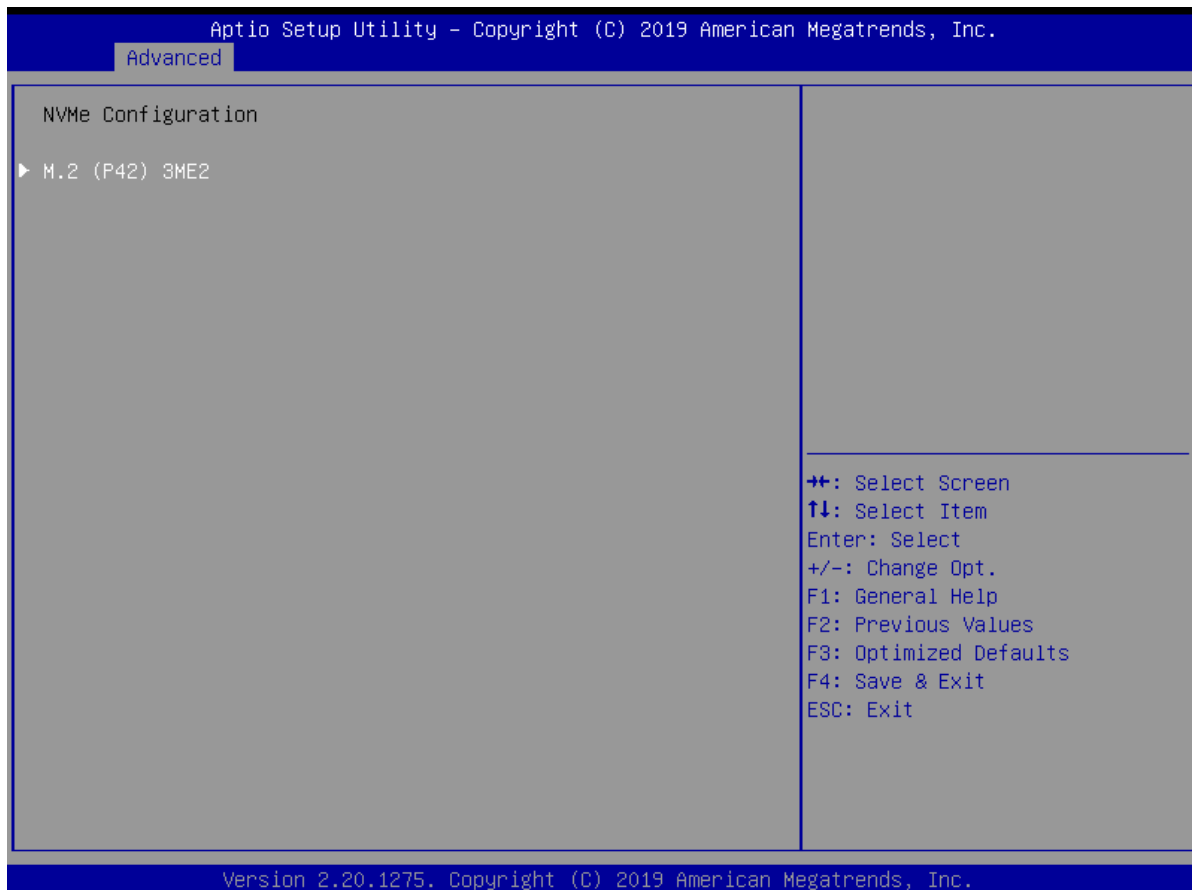 Aptio Setup Utility – Copyright (C) 2019 American Megatrends, Inc.
Advanced
NVMe Configuration
▶ M.2 (P42) 3ME2
→←: Select Screen
↑↓: Select Item
Enter: Select
+/-: Change Opt.
F1: General Help
F2: Previous Values
F3: Optimized Defaults
F4: Save & Exit
ESC: Exit
Version 2.20.1275. Copyright (C) 2019 American Megatrends, Inc.